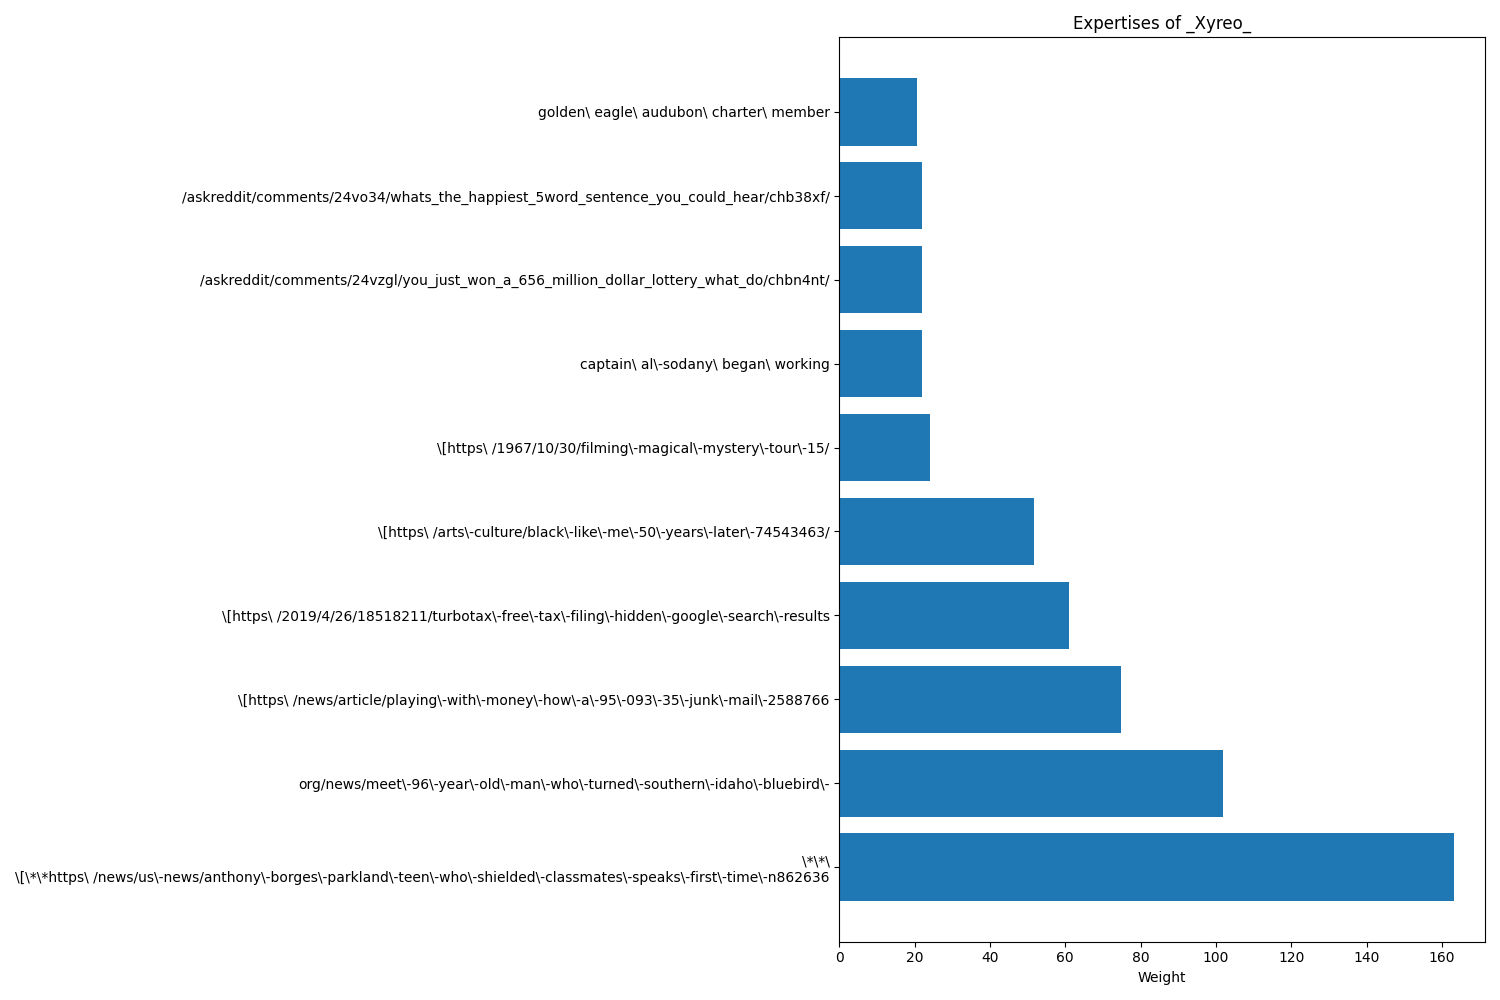 Expertises of _Xyreo_
golden\ eagle\ audubon\ charter\ member
/askreddit/comments/24vo34/whats_the_happiest_5word_sentence_you_could_hear/chb38xf/
/askreddit/comments/24vzgl/you_just_won_a_656_million_dollar_lottery_what_do/chbn4nt/
captain\ al\-sodany\ began\ working
\[https\ /1967/10/30/filming\-magical\-mystery\-tour\-15/
\[https\ /arts\-culture/black\-like\-me\-50\-years\-later\-74543463/
\[https\ /2019/4/26/18518211/turbotax\-free\-tax\-filing\-hidden\-google\-search\-results
\[https\ /news/article/playing\-with\-money\-how\-a\-95\-093\-35\-junk\-mail\-2588766
org/news/meet\-96\-year\-old\-man\-who\-turned\-southern\-idaho\-bluebird\-
\*\*\
\[\*\*https\ /news/us\-news/anthony\-borges\-parkland\-teen\-who\-shielded\-classmates\-speaks\-first\-time\-n862636
0 20 40 60 80 100 120 140 160
Weight